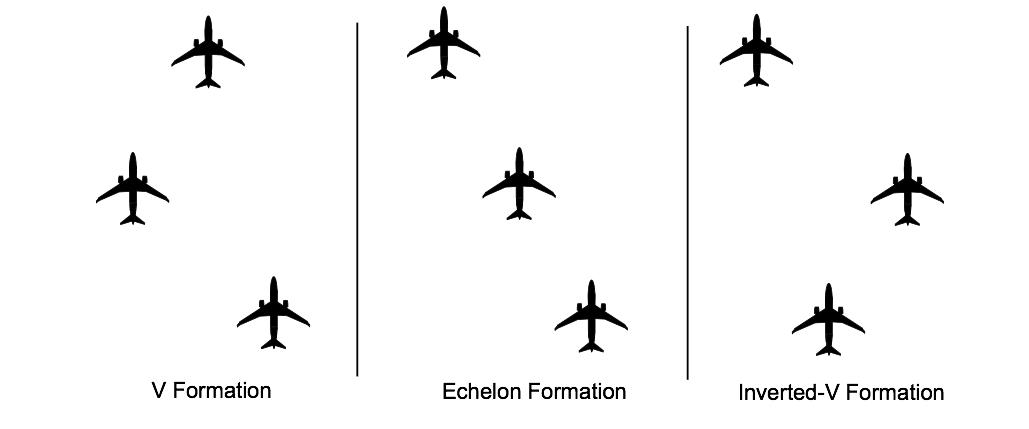 V Formation
Echelon Formation
Inverted-V Formation